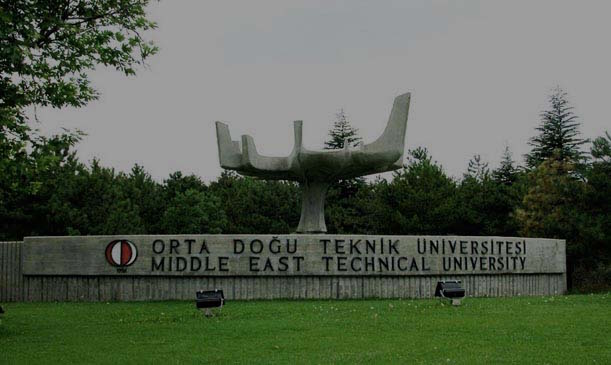 ORTA DOĞU TEKNİK ÜNİVERSİTESİ
MIDDLE EAST TECHNICAL UNIVERSITY